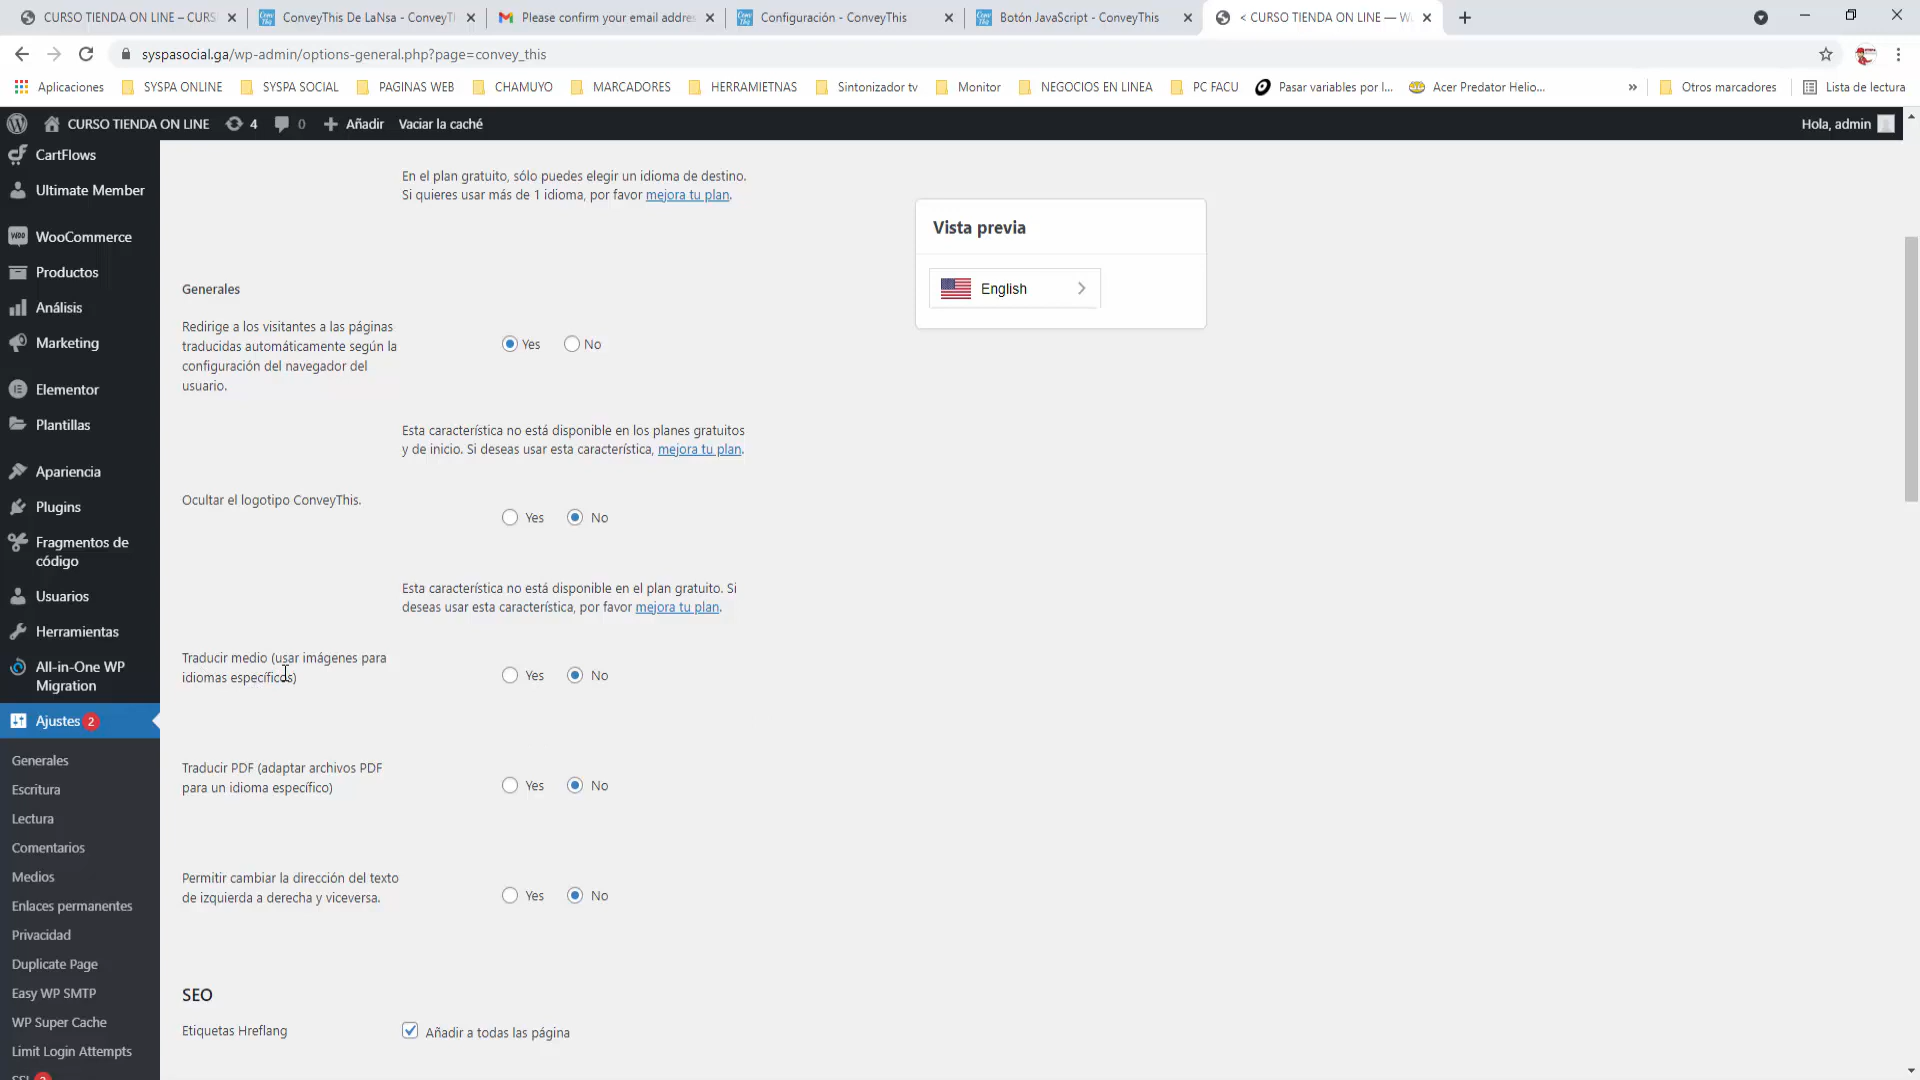 CURSO TIENDA ON LINE – CURS
ConveyThis De LaNsa - ConveyT
Please confirm your email addre
Configuración - ConveyThis
Botón JavaScript - ConveyThis
< CURSO TIENDA ON LINE — W
syspasocial.ga/wp-admin/options-general.php?page=convey_this
Aplicaciones
SYSPA ONLINE
SYSPA SOCIAL
PAGINAS WEB
CHAMUYO
MARCADORES
HERRAMIETNAS
Sintonizador tv
Monitor
NEGOCIOS EN LINEA
PC FACU
Pasar variables por l...
Acer Predator Helio...
»
Otros marcadores
Lista de lectura
CURSO TIENDA ON LINE
4
0
Añadir
Vaciar la caché
Hola, admin
CartFlows
Ultimate Member
WooCommerce
Productos
Análisis
Marketing
Elementor
Plantillas
Apariencia
Plugins
Fragmentos de
código
Usuarios
Herramientas
All-in-One WP
Migration
Ajustes 2
Generales
Escritura
Lectura
Comentarios
Medios
Enlaces permanentes
Privacidad
Duplicate Page
Easy WP SMTP
WP Super Cache
Limit Login Attempts
En el plan gratuito, sólo puedes elegir un idioma de destino.
Si quieres usar más de 1 idioma, por favor mejora tu plan.
Vista previa
English
Generales
Redirige a los visitantes a las páginas
traducidas automáticamente según la
configuración del navegador del
usuario.
Yes No
Esta característica no está disponible en los planes gratuitos
y de inicio. Si deseas usar esta característica, mejora tu plan.
Ocultar el logotipo ConveyThis.
Yes No
Esta característica no está disponible en el plan gratuito. Si
deseas usar esta característica, por favor mejora tu plan.
Traducir medio (usar imágenes para
idiomas específicos)
Yes No
Traducir PDF (adaptar archivos PDF
para un idioma específico)
Yes No
Permitir cambiar la dirección del texto
de izquierda a derecha y viceversa.
Yes No
SEO
Etiquetas Hreflang
Añadir a todas las página